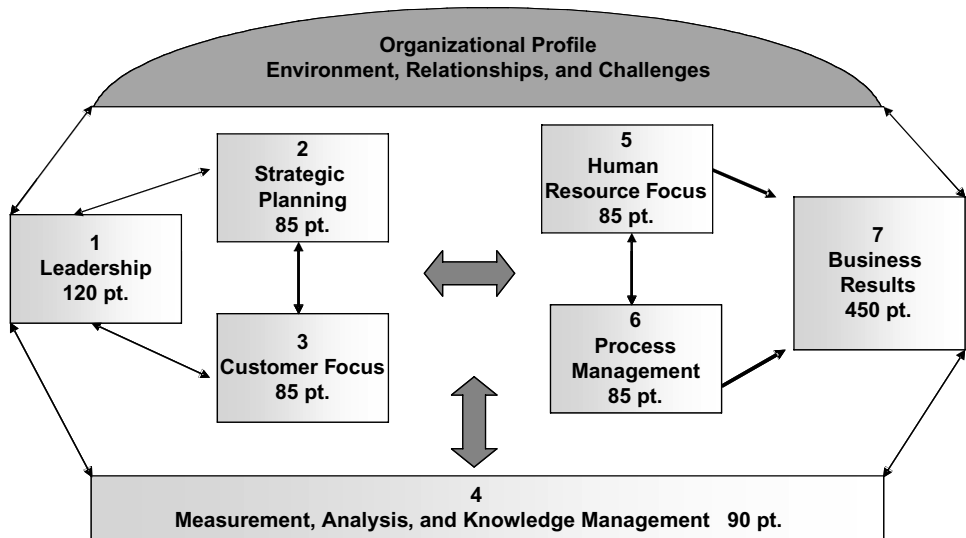 Organizational Profile
Environment, Relationships, and Challenges
1
Leadership
120 pt.
2
Strategic
Planning
85 pt.
3
Customer Focus
85 pt.
5
Human
Resource Focus
85 pt.
6
Process
Management
85 pt.
7
Business
Results
450 pt.
4
Measurement, Analysis, and Knowledge Management 90 pt.